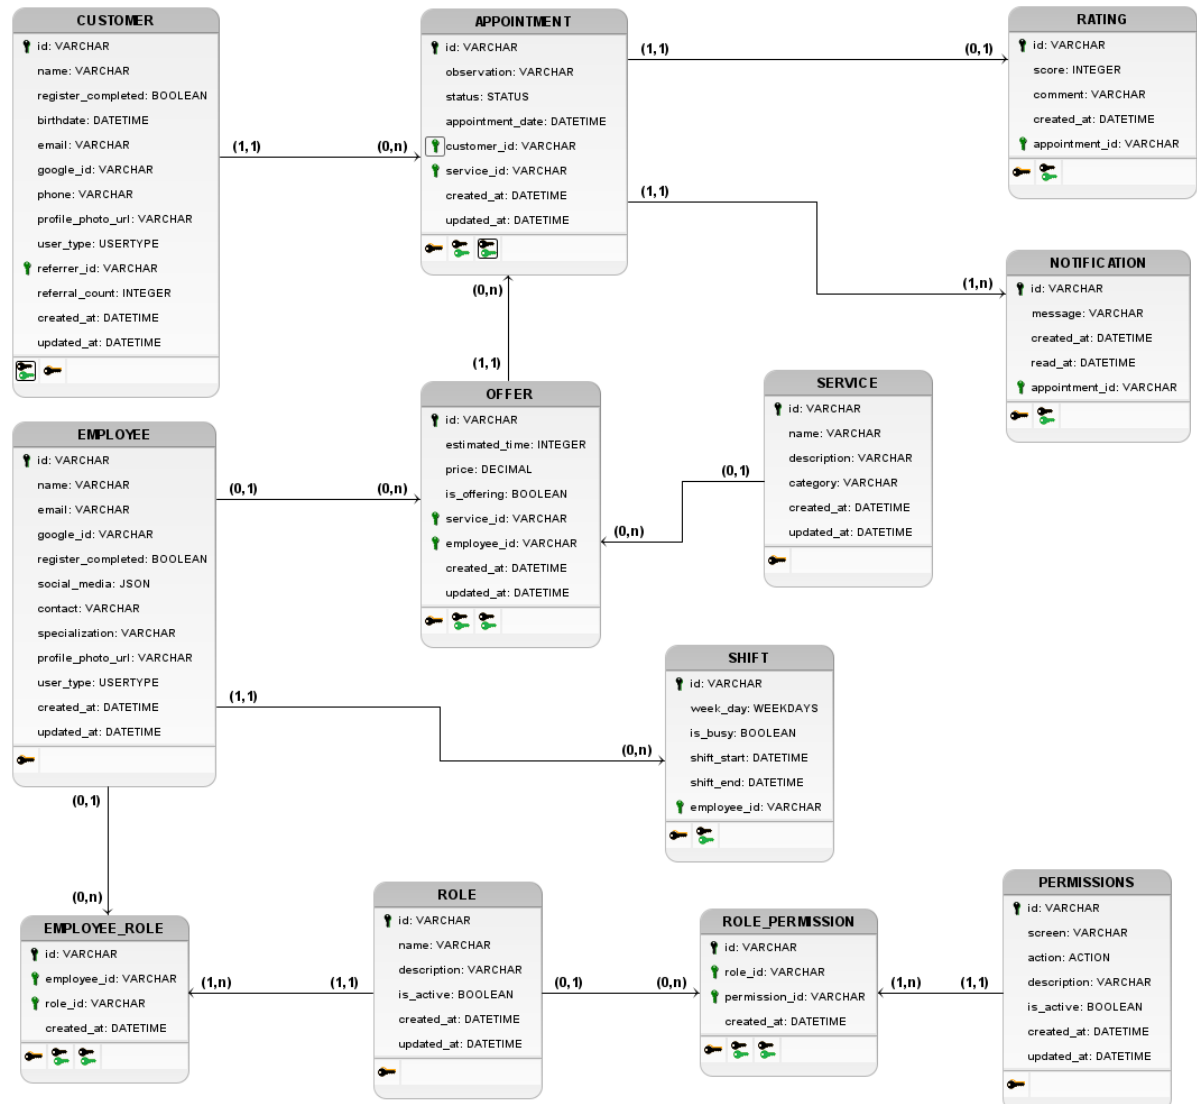 CUSTOMER
id: VARCHAR
name: VARCHAR
register_completed: BOOLEAN
birthdate: DATETIME
email: VARCHAR
google_id: VARCHAR
phone: VARCHAR
profile_photo_url: VARCHAR
user_type: USERTYPE
referrer_id: VARCHAR
referral_count: INTEGER
created_at: DATETIME
updated_at: DATETIME
(1,1)
(0,n)
APPOINTMENT
id: VARCHAR
observation: VARCHAR
status: STATUS
appointment_date: DATETIME
customer_id: VARCHAR
service_id: VARCHAR
created_at: DATETIME
updated_at: DATETIME
(1,1)
(0,1)
RATING
id: VARCHAR
score: INTEGER
comment: VARCHAR
created_at: DATETIME
appointment_id: VARCHAR
(1,1)
(1,n)
NOTIFICATION
id: VARCHAR
message: VARCHAR
created_at: DATETIME
read_at: DATETIME
appointment_id: VARCHAR
(0,n)
(1,1)
OFFER
id: VARCHAR
estimated_time: INTEGER
price: DECIMAL
is_offering: BOOLEAN
service_id: VARCHAR
employee_id: VARCHAR
created_at: DATETIME
updated_at: DATETIME
SERVICE
id: VARCHAR
name: VARCHAR
description: VARCHAR
category: VARCHAR
created_at: DATETIME
updated_at: DATETIME
(0,1)
(0,n)
EMPLOYEE
id: VARCHAR
name: VARCHAR
email: VARCHAR
google_id: VARCHAR
register_completed: BOOLEAN
social_media: JSON
contact: VARCHAR
specialization: VARCHAR
profile_photo_url: VARCHAR
user_type: USERTYPE
created_at: DATETIME
updated_at: DATETIME
(0,1)
(0,n)
(1,1)
(0,n)
SHIFT
id: VARCHAR
week_day: WEEKDAYS
is_busy: BOOLEAN
shift_start: DATETIME
shift_end: DATETIME
employee_id: VARCHAR
(0,1)
(0,n)
EMPLOYEE_ROLE
id: VARCHAR
employee_id: VARCHAR
role_id: VARCHAR
created_at: DATETIME
(1,n)
(1,1)
ROLE
id: VARCHAR
name: VARCHAR
description: VARCHAR
is_active: BOOLEAN
created_at: DATETIME
updated_at: DATETIME
(0,1)
(0,n)
ROLE_PERMISSION
id: VARCHAR
role_id: VARCHAR
permission_id: VARCHAR
created_at: DATETIME
(1,n)
(1,1)
PERMISSIONS
id: VARCHAR
screen: VARCHAR
action: ACTION
description: VARCHAR
is_active: BOOLEAN
created_at: DATETIME
updated_at: DATETIME